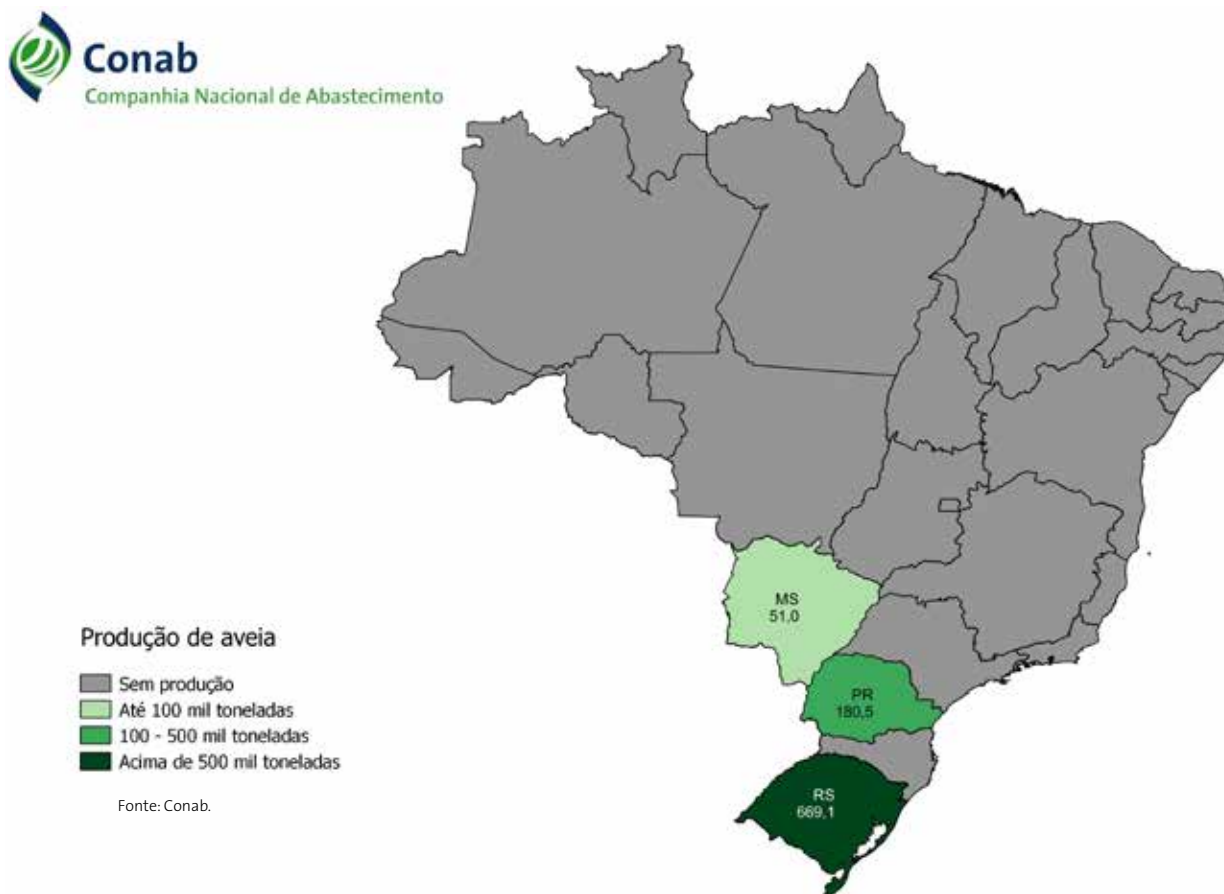 Conab
Companhia Nacional de Abastecimento
MS
51,0
PR
180,5
RS
669,1
Produção de aveia
Sem produção
Até 100 mil toneladas
100 - 500 mil toneladas
Acima de 500 mil toneladas
Fonte: Conab.